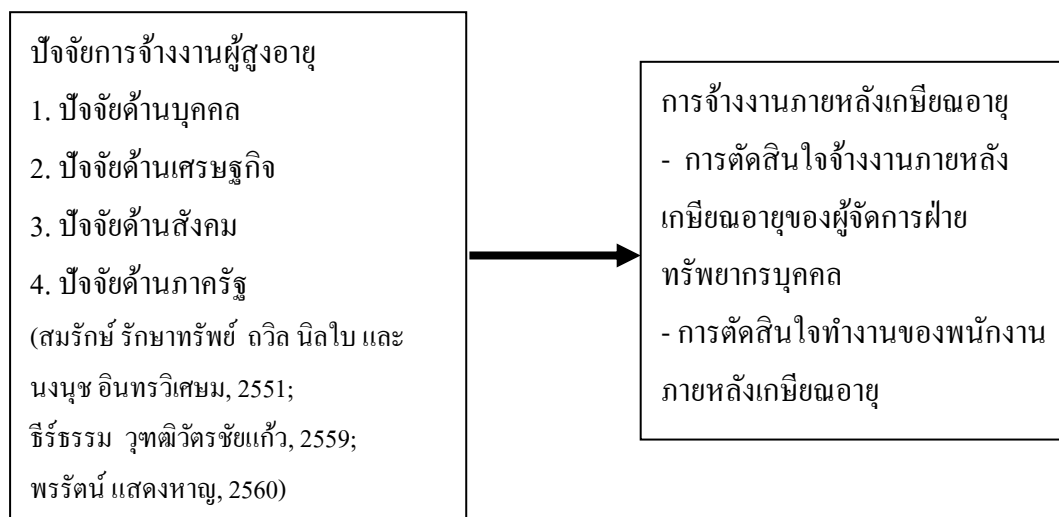 ปัจจัยการจ้างงานผู้สูงอายุ
1. ปัจจัยด้านบุคคล
2. ปัจจัยด้านเศรษฐกิจ
3. ปัจจัยด้านสังคม
4. ปัจจัยด้านภาครัฐ
(สมรักษ์ รักษาทรัพย์ ถวิล นิลใบ และ
นงนุช อินทรวิเศษม, 2551;
ธีร์ธรรม วุฑฒิวัตรชัยแก้ว, 2559;
พรรัตน์ แสดงหาญ, 2560)
การจ้างงานภายหลังเกษียณอายุ
- การตัดสินใจจ้างงานภายหลัง
เกษียณอายุของผู้จัดการฝ่าย
ทรัพยากรบุคคล
- การตัดสินใจทำงานของพนักงาน
ภายหลังเกษียณอายุ